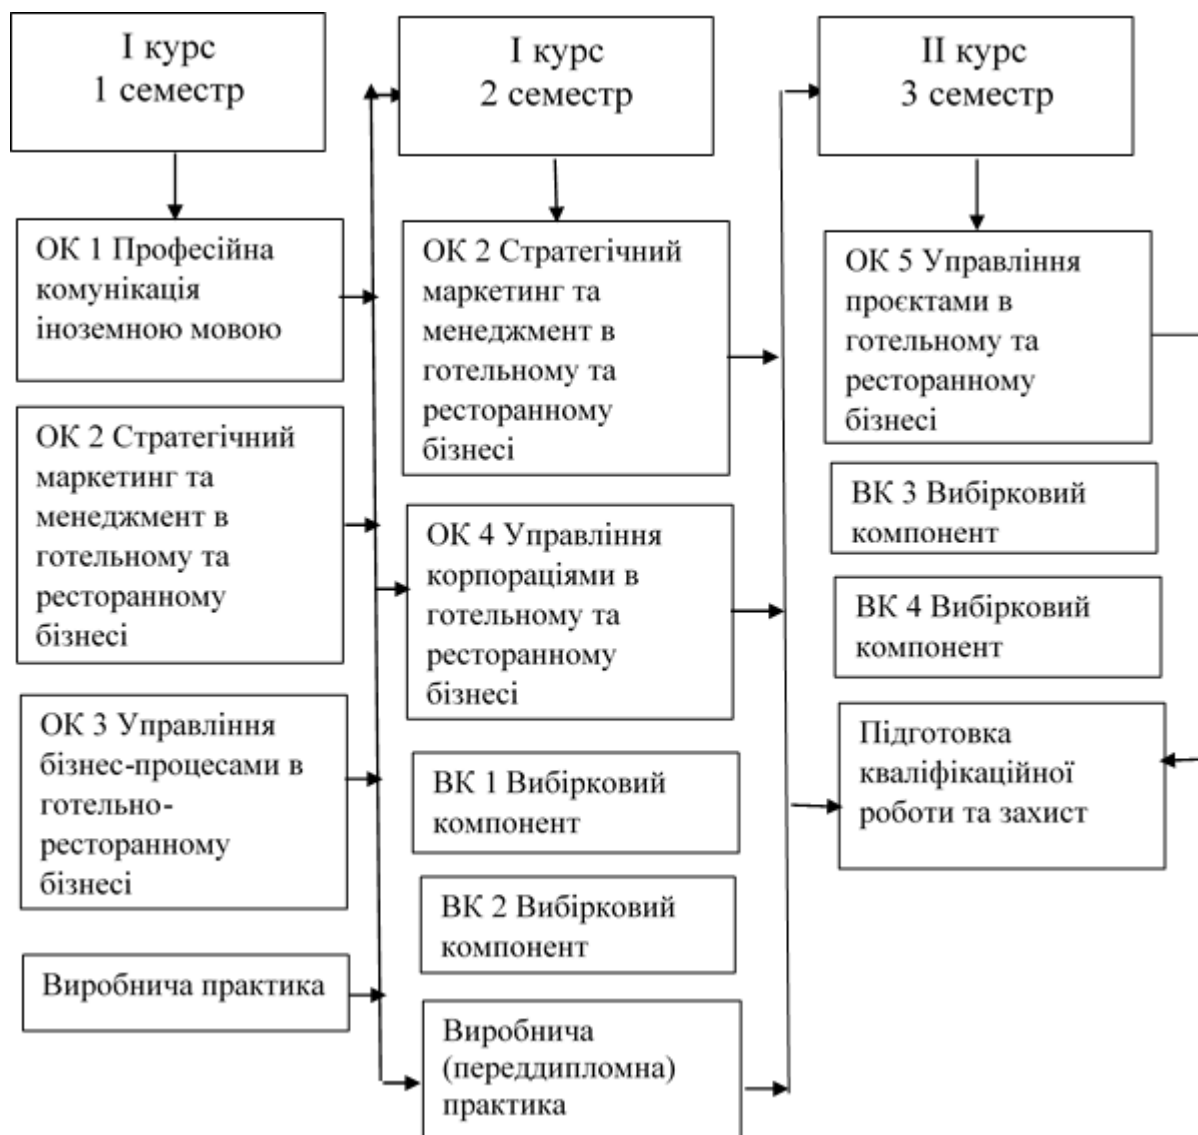 І курс
1 семестр
ОК 1 Професійна
комунікація
іноземною мовою
ОК 2 Стратегічний
маркетинг та
менеджмент в
готельному та
ресторанному
бізнесі
ОК 3 Управління
бізнес-процесами в
готельно-
ресторанному
бізнесі
Виробнича практика
І курс
2 семестр
ОК 2 Стратегічний
маркетинг та
менеджмент в
готельному та
ресторанному
бізнесі
ОК 4 Управління
корпораціями в
готельному та
ресторанному
бізнесі
ВК 1 Вибірковий
компонент
ВК 2 Вибірковий
компонент
Виробнича
(переддипломна)
практика
ІІ курс
3 семестр
ОК 5 Управління
проєктами в
готельному та
ресторанному
бізнесі
ВК 3 Вибірковий
компонент
ВК 4 Вибірковий
компонент
Підготовка
кваліфікаційної
роботи та захист